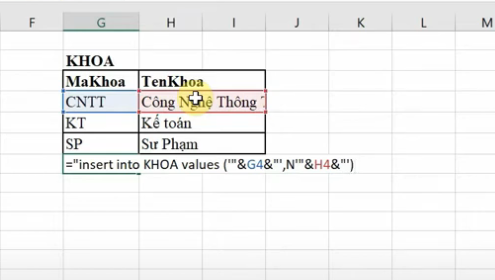 F G H I J K L M
KHOA
MaKhoa TenKhoa
CNTT Công Nghệ Thông
KT Kế toán
SP Sư Phạm
="insert into KHOA values ('"&G4&"',N'"&H4&"')